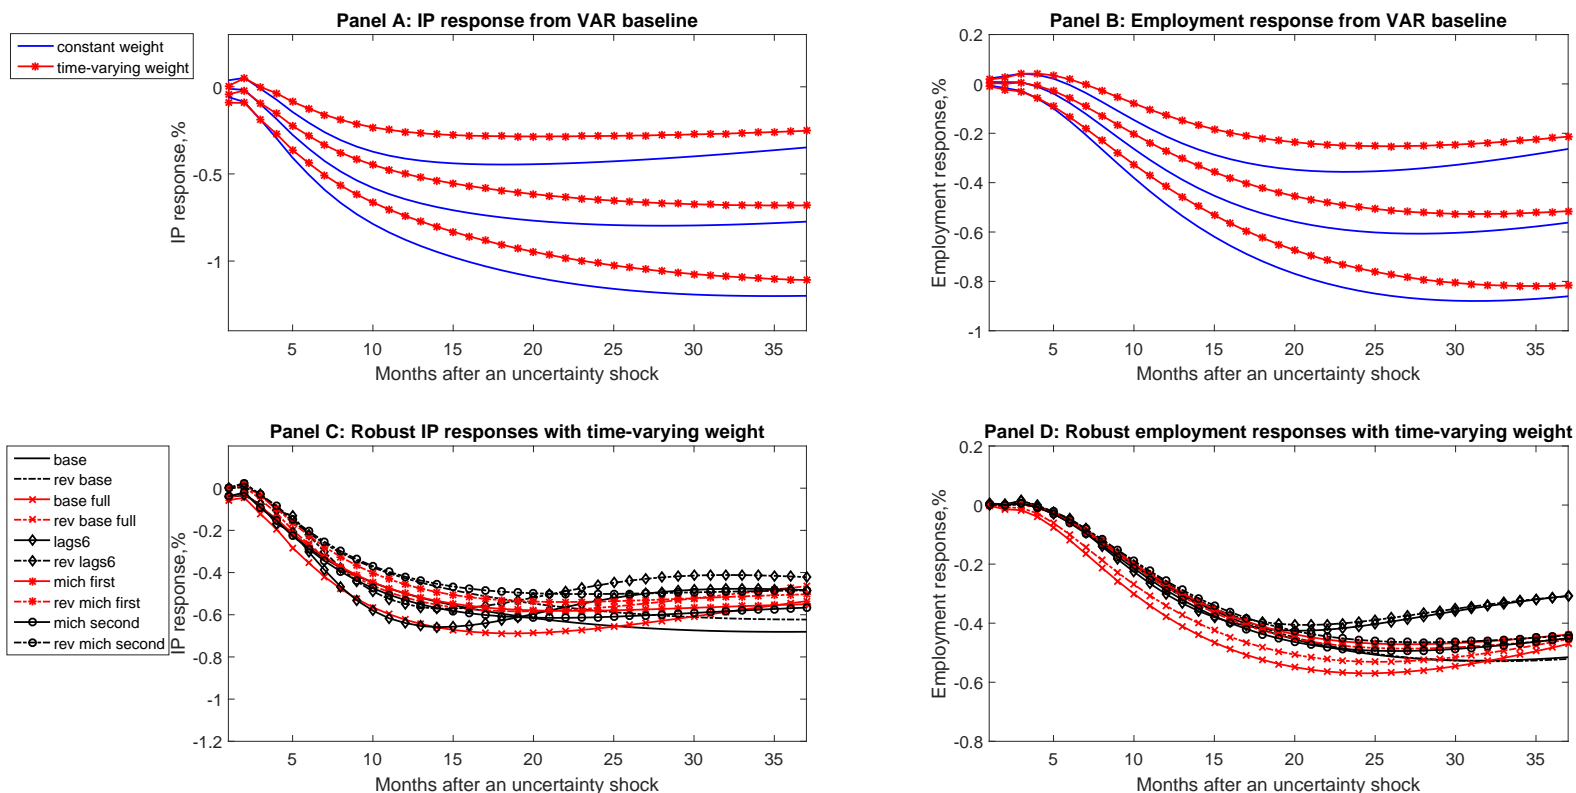 Panel A: IP response from VAR baseline
constant weight
time-varying weight
IP response,%
0
-0.5
-1
5 10 15 20 25 30 35
Months after an uncertainty shock
Panel B: Employment response from VAR baseline
Employment response,%
0.2
0
-0.2
-0.4
-0.6
-0.8
-1
5 10 15 20 25 30 35
Months after an uncertainty shock
Panel C: Robust IP responses with time-varying weight
base
rev base
base full
rev base full
lags6
rev lags6
mich first
rev mich first
mich second
rev mich second
IP response,%
0
-0.2
-0.4
-0.6
-0.8
-1
-1.2
5 10 15 20 25 30 35
Months after an uncertainty shock
Panel D: Robust employment responses with time-varying weight
Employment response,%
0.2
0
-0.2
-0.4
-0.6
-0.8
5 10 15 20 25 30 35
Months after an uncertainty shock